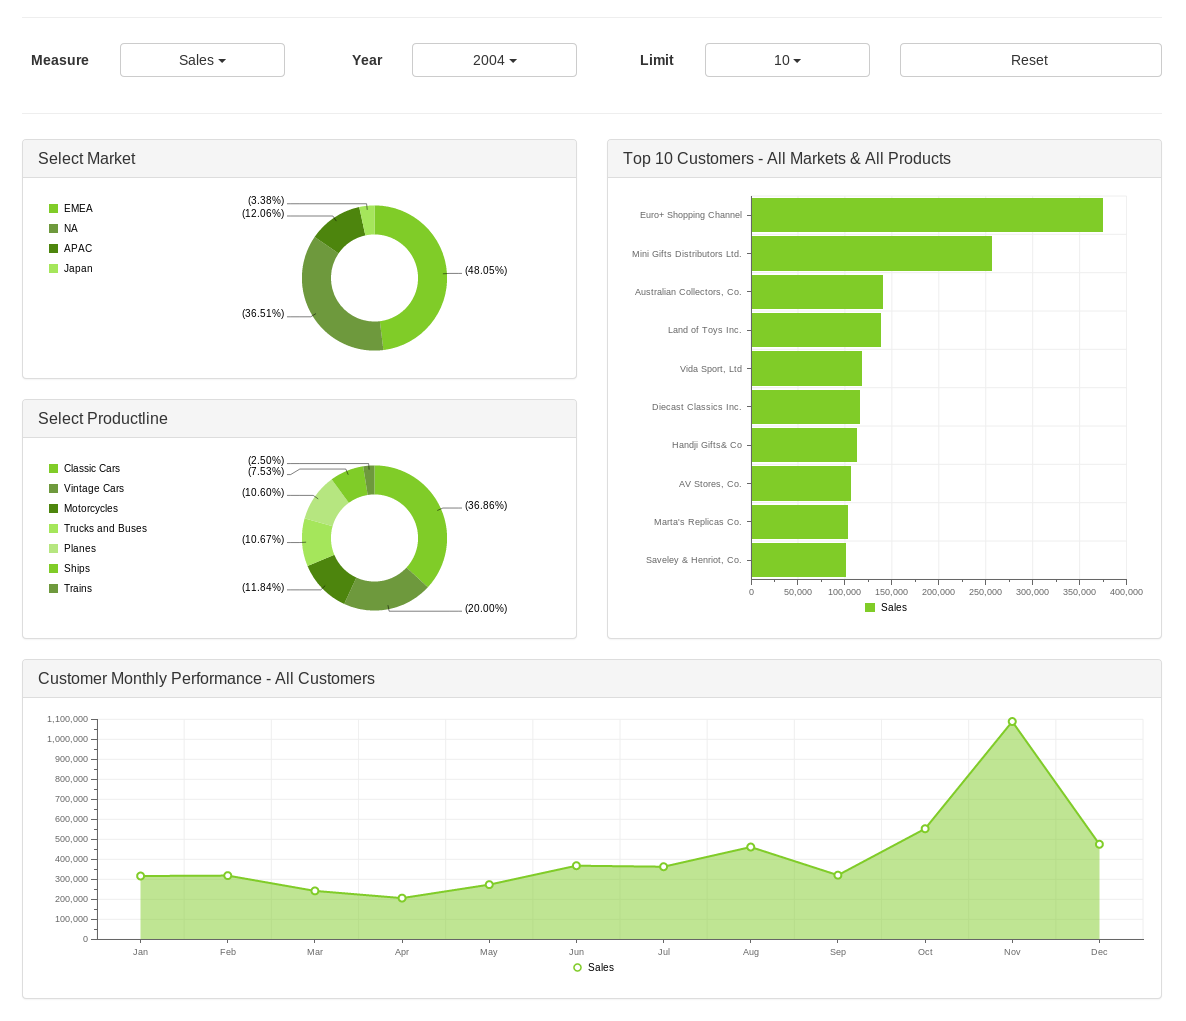 Measure Sales Year 2004 Limit 10 Reset
Select Market
EMEA
NA
APAC
Japan
(3.38%)
(12.06%)
(48.05%)
(36.51%)
Select Productline
Classic Cars
Vintage Cars
Motorcycles
Trucks and Buses
Planes
Ships
Trains
(2.50%)
(7.53%)
(10.60%)
(36.86%)
(10.67%)
(11.84%)
(20.00%)
Top 10 Customers - All Markets & All Products
Euro+ Shopping Channel
Mini Gifts Distributors Ltd.
Australian Collectors, Co.
Land of Toys Inc.
Vida Sport, Ltd
Diecast Classics Inc.
Handji Gifts& Co
AV Stores, Co.
Marta's Replicas Co.
Saveley & Henriot, Co.
0 50,000 100,000 150,000 200,000 250,000 300,000 350,000 400,000
Sales
Customer Monthly Performance - All Customers
1,100,000
1,000,000
900,000
800,000
700,000
600,000
500,000
400,000
300,000
200,000
100,000
0
Jan Feb Mar Apr May Jun Jul Aug Sep Oct Nov Dec
Sales